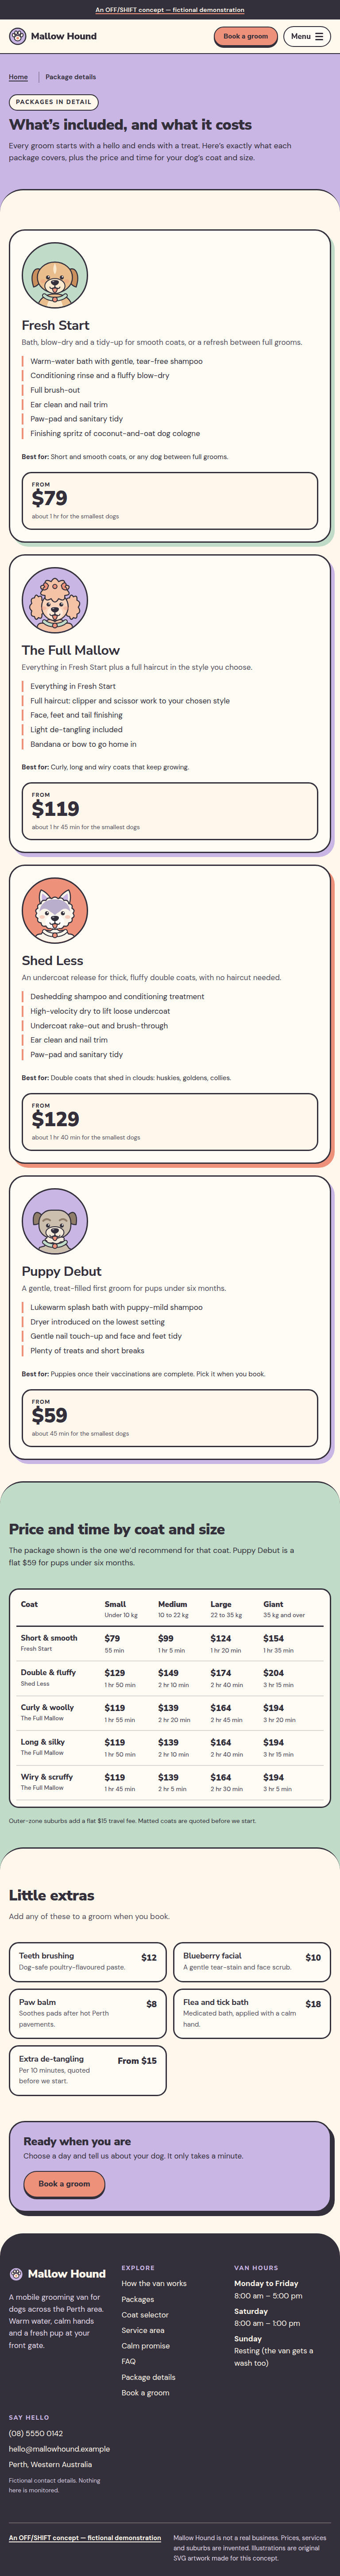 An OFF/SHIFT concept — fictional demonstration
Mallow Hound
Book a groom
Menu
Home
Package details
PACKAGES IN DETAIL
What's included, and what it costs
Every groom starts with a hello and ends with a treat. Here's exactly what each
package covers, plus the price and time for your dog's coat and size.
Fresh Start
Bath, blow-dry and a tidy-up for smooth coats, or a refresh between full grooms.
Warm-water bath with gentle, tear-free shampoo
Conditioning rinse and a fluffy blow-dry
Full brush-out
Ear clean and nail trim
Paw-pad and sanitary tidy
Finishing spritz of coconut-and-oat dog cologne
Best for: Short and smooth coats, or any dog between full grooms.
FROM
$79
about 1 hr for the smallest dogs
The Full Mallow
Everything in Fresh Start plus a full haircut in the style you choose.
Everything in Fresh Start
Full haircut: clipper and scissor work to your chosen style
Face, feet and tail finishing
Light de-tangling included
Bandana or bow to go home in
Best for: Curly, long and wiry coats that keep growing.
FROM
$119
about 1 hr 45 min for the smallest dogs
Shed Less
An undercoat release for thick, fluffy double coats, with no haircut needed.
Deshedding shampoo and conditioning treatment
High-velocity dry to lift loose undercoat
Undercoat rake-out and brush-through
Ear clean and nail trim
Paw-pad and sanitary tidy
Best for: Double coats that shed in clouds: huskies, goldens, collies.
FROM
$129
about 1 hr 40 min for the smallest dogs
Puppy Debut
A gentle, treat-filled first groom for pups under six months.
Lukewarm splash bath with puppy-mild shampoo
Dryer introduced on the lowest setting
Gentle nail touch-up and face and feet tidy
Plenty of treats and short breaks
Best for: Puppies once their vaccinations are complete. Pick it when you book.
FROM
$59
about 45 min for the smallest dogs
Price and time by coat and size
The package shown is the one we'd recommend for that coat. Puppy Debut is a
flat $59 for pups under six months.
Coat Small Medium Large Giant
Under 10 kg 10 to 22 kg 22 to 35 kg 35 kg and over
Short & smooth $79 $99 $124 $154
Fresh Start 55 min 1 hr 5 min 1 hr 20 min 1 hr 35 min
Double & fluffy $129 $149 $174 $204
Shed Less 1 hr 50 min 2 hr 10 min 2 hr 40 min 3 hr 15 min
Curly & woolly $119 $139 $164 $194
The Full Mallow 1 hr 55 min 2 hr 20 min 2 hr 45 min 3 hr 20 min
Long & silky $119 $139 $164 $194
The Full Mallow 1 hr 50 min 2 hr 10 min 2 hr 40 min 3 hr 15 min
Wiry & scruffy $119 $139 $164 $194
The Full Mallow 1 hr 45 min 2 hr 5 min 2 hr 30 min 3 hr 5 min
Outer-zone suburbs add a flat $15 travel fee. Matted coats are quoted before we start.
Little extras
Add any of these to a groom when you book.
Teeth brushing $12
Dog-safe poultry-flavoured paste.
Blueberry facial $10
A gentle tear-stain and face scrub.
Paw balm $8
Soothes pads after hot Perth
pavements.
Flea and tick bath $18
Medicated bath, applied with a calm
hand.
Extra de-tangling From $15
Per 10 minutes, quoted
before we start.
Ready when you are
Choose a day and tell us about your dog. It only takes a minute.
Book a groom
Mallow Hound
A mobile grooming van for
dogs across the Perth area.
Warm water, calm hands
and a fresh pup at your
front gate.
EXPLORE
How the van works
Packages
Coat selector
Service area
Calm promise
FAQ
Package details
Book a groom
VAN HOURS
Monday to Friday
8:00 am – 5:00 pm
Saturday
8:00 am – 1:00 pm
Sunday
Resting (the van gets a
wash too)
SAY HELLO
(08) 5550 0142
hello@mallowhound.example
Perth, Western Australia
Fictional contact details. Nothing
here is monitored.
An OFF/SHIFT concept — fictional demonstration
Mallow Hound is not a real business. Prices, services
and suburbs are invented. Illustrations are original
SVG artwork made for this concept.